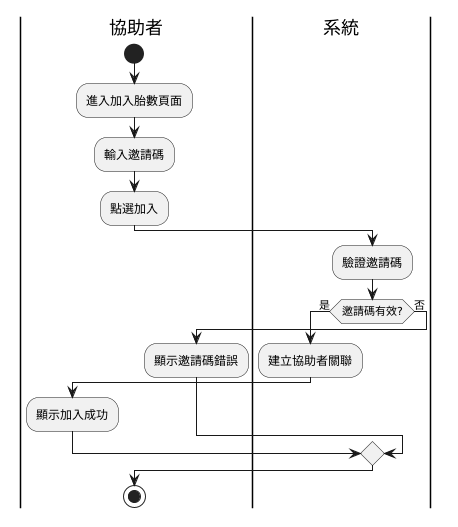 協助者
系統
進入加入胎數頁面
輸入邀請碼
點選加入
驗證邀請碼
是
邀請碼有效?
否
顯示邀請碼錯誤
建立協助者關聯
顯示加入成功